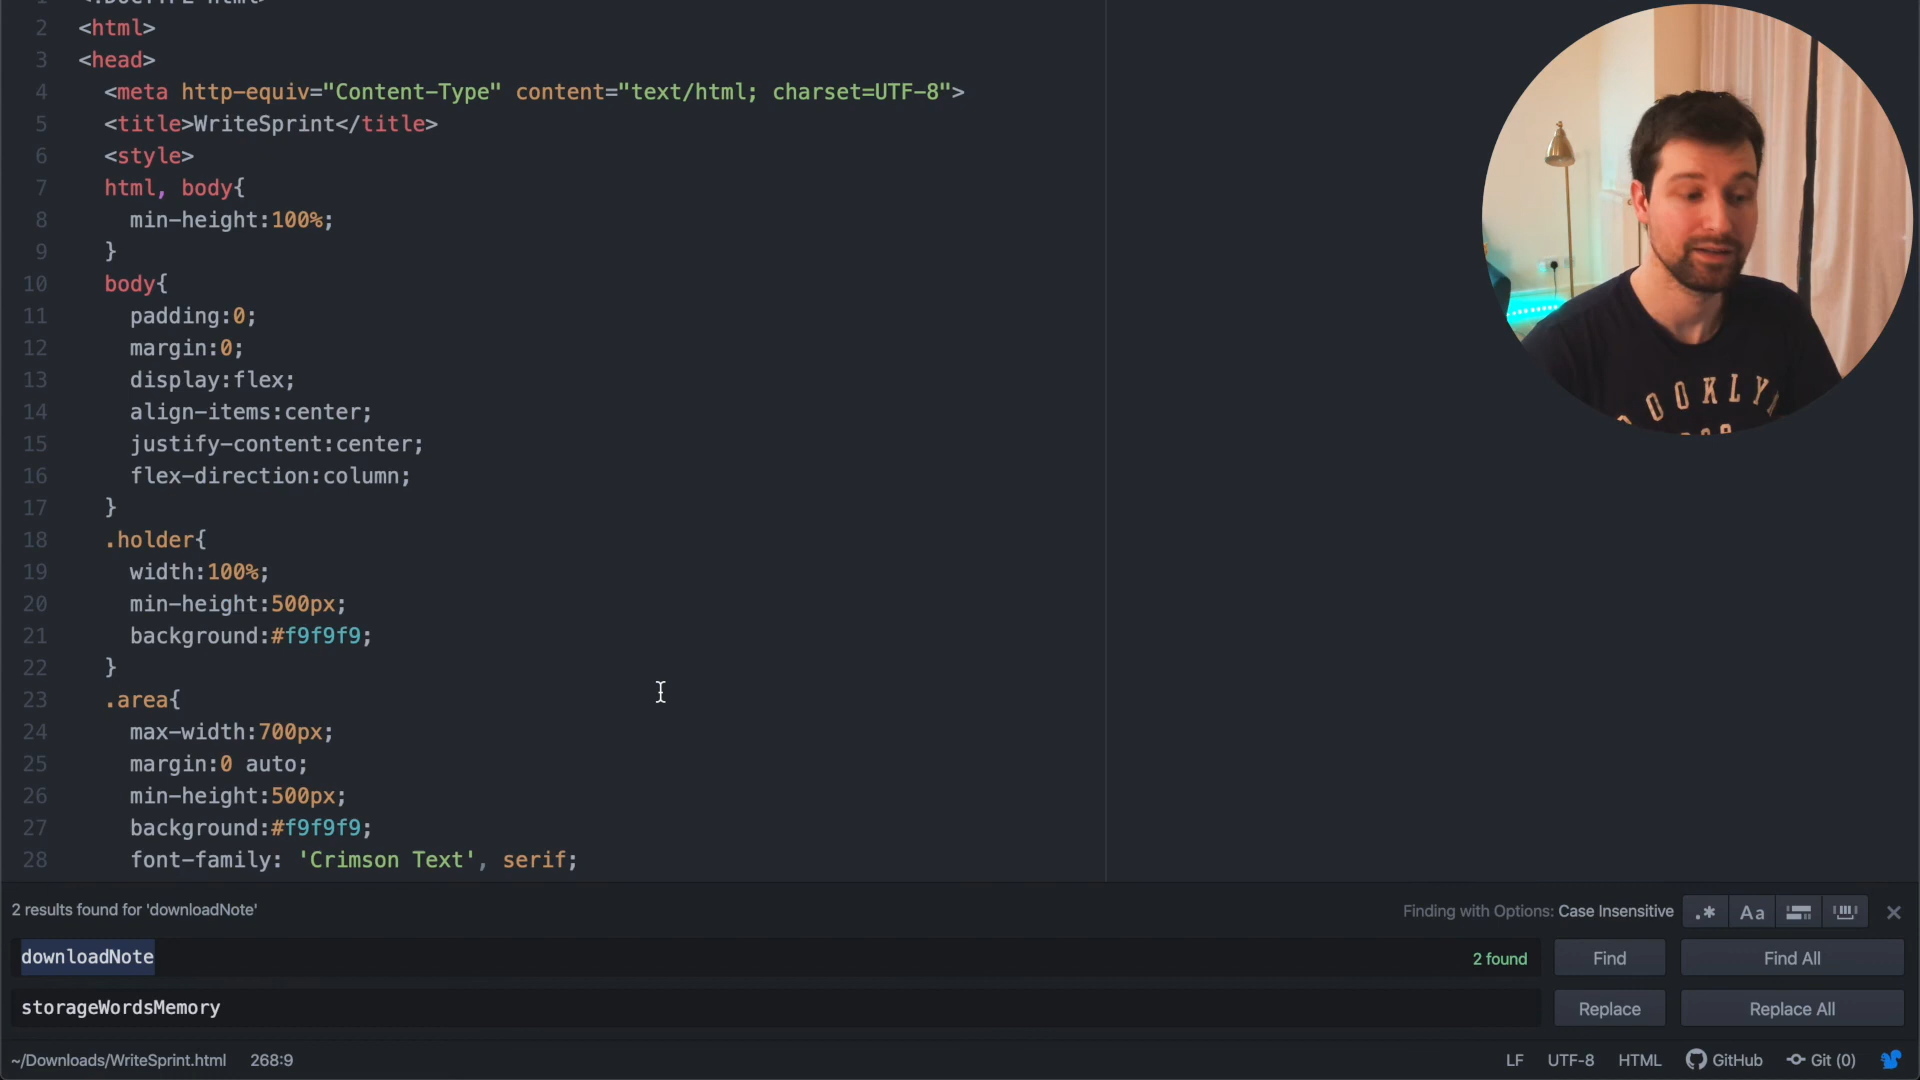 2 <html>
3 <head>
4 <meta http-equiv="Content-Type" content="text/html; charset=UTF-8">
5 <title>WriteSprint</title>
6 <style>
7 html, body{
8 min-height:100%;
9 }
10 body{
11 padding:0;
12 margin:0;
13 display:flex;
14 align-items:center;
15 justify-content:center;
16 flex-direction:column;
17 }
18 .holder{
19 width:100%;
20 min-height:500px;
21 background:#f9f9f9;
22 }
23 .area{
24 max-width:700px;
25 margin:0 auto;
26 min-height:500px;
27 background:#f9f9f9;
28 font-family: 'Crimson Text', serif;
2 results found for 'downloadNote'
Finding with Options: Case Insensitive
.* Aa
downloadNote
2 found
Find
Find All
storageWordsMemory
Replace
Replace All
~/Downloads/WriteSprint.html 268:9
LF UTF-8 HTML GitHub Git (0)